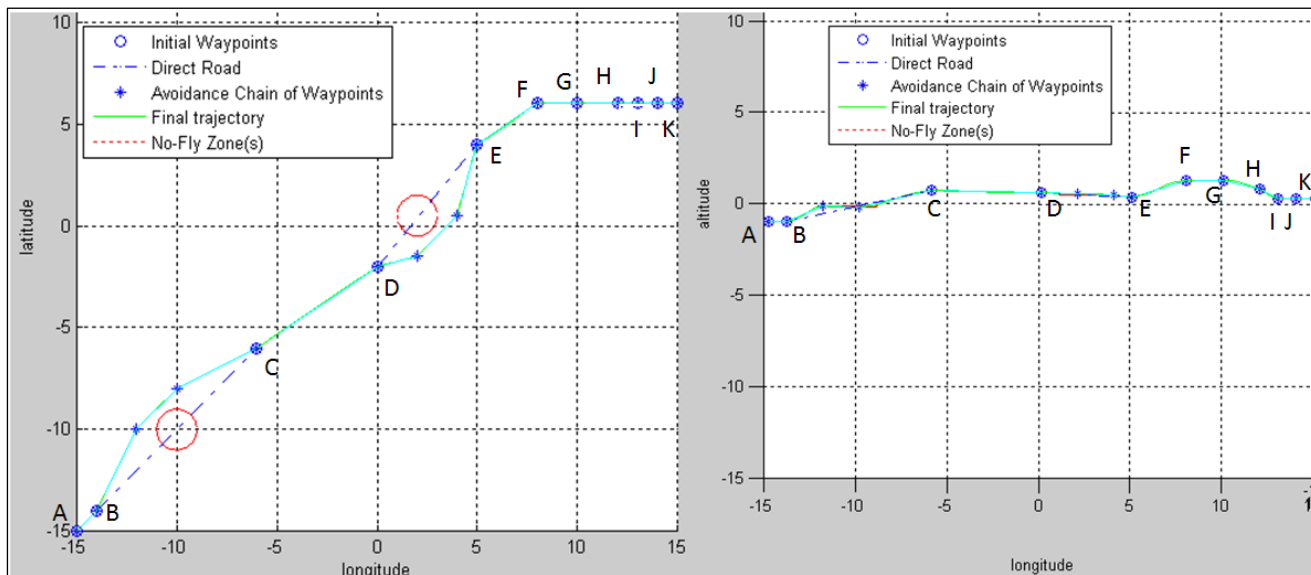 10
Initial Waypoints
Direct Road
Avoidance Chain of Waypoints
Final trajectory
No-Fly Zone(s)
5
0
-5
-10
-15
latitude
-15 -10 -5 0 5 10 15
longitude
A
B
C
D
E
F
G
H
I
J
K
10
Initial Waypoints
Direct Road
Avoidance Chain of Waypoints
Final trajectory
No-Fly Zone(s)
5
0
-5
-10
-15
altitude
-15 -10 -5 0 5 10
longitude
A
B
C
D
E
F
G
H
I
J
K